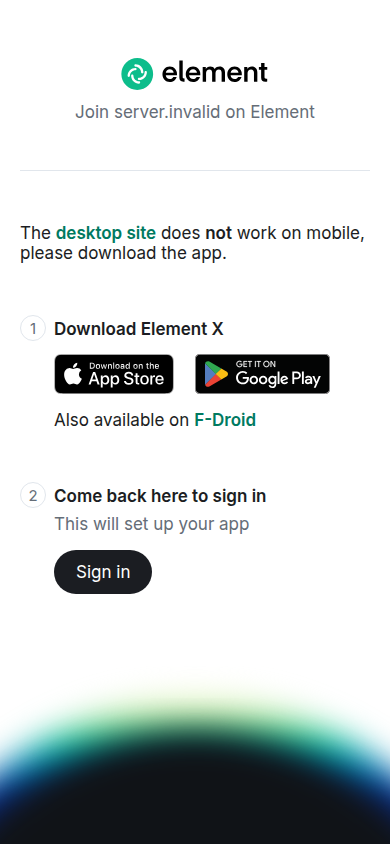 element
Join server.invalid on Element
The desktop site does not work on mobile,
please download the app.
1 Download Element X
Download on the
App Store
GET IT ON
Google Play
Also available on F-Droid
2 Come back here to sign in
This will set up your app
Sign in